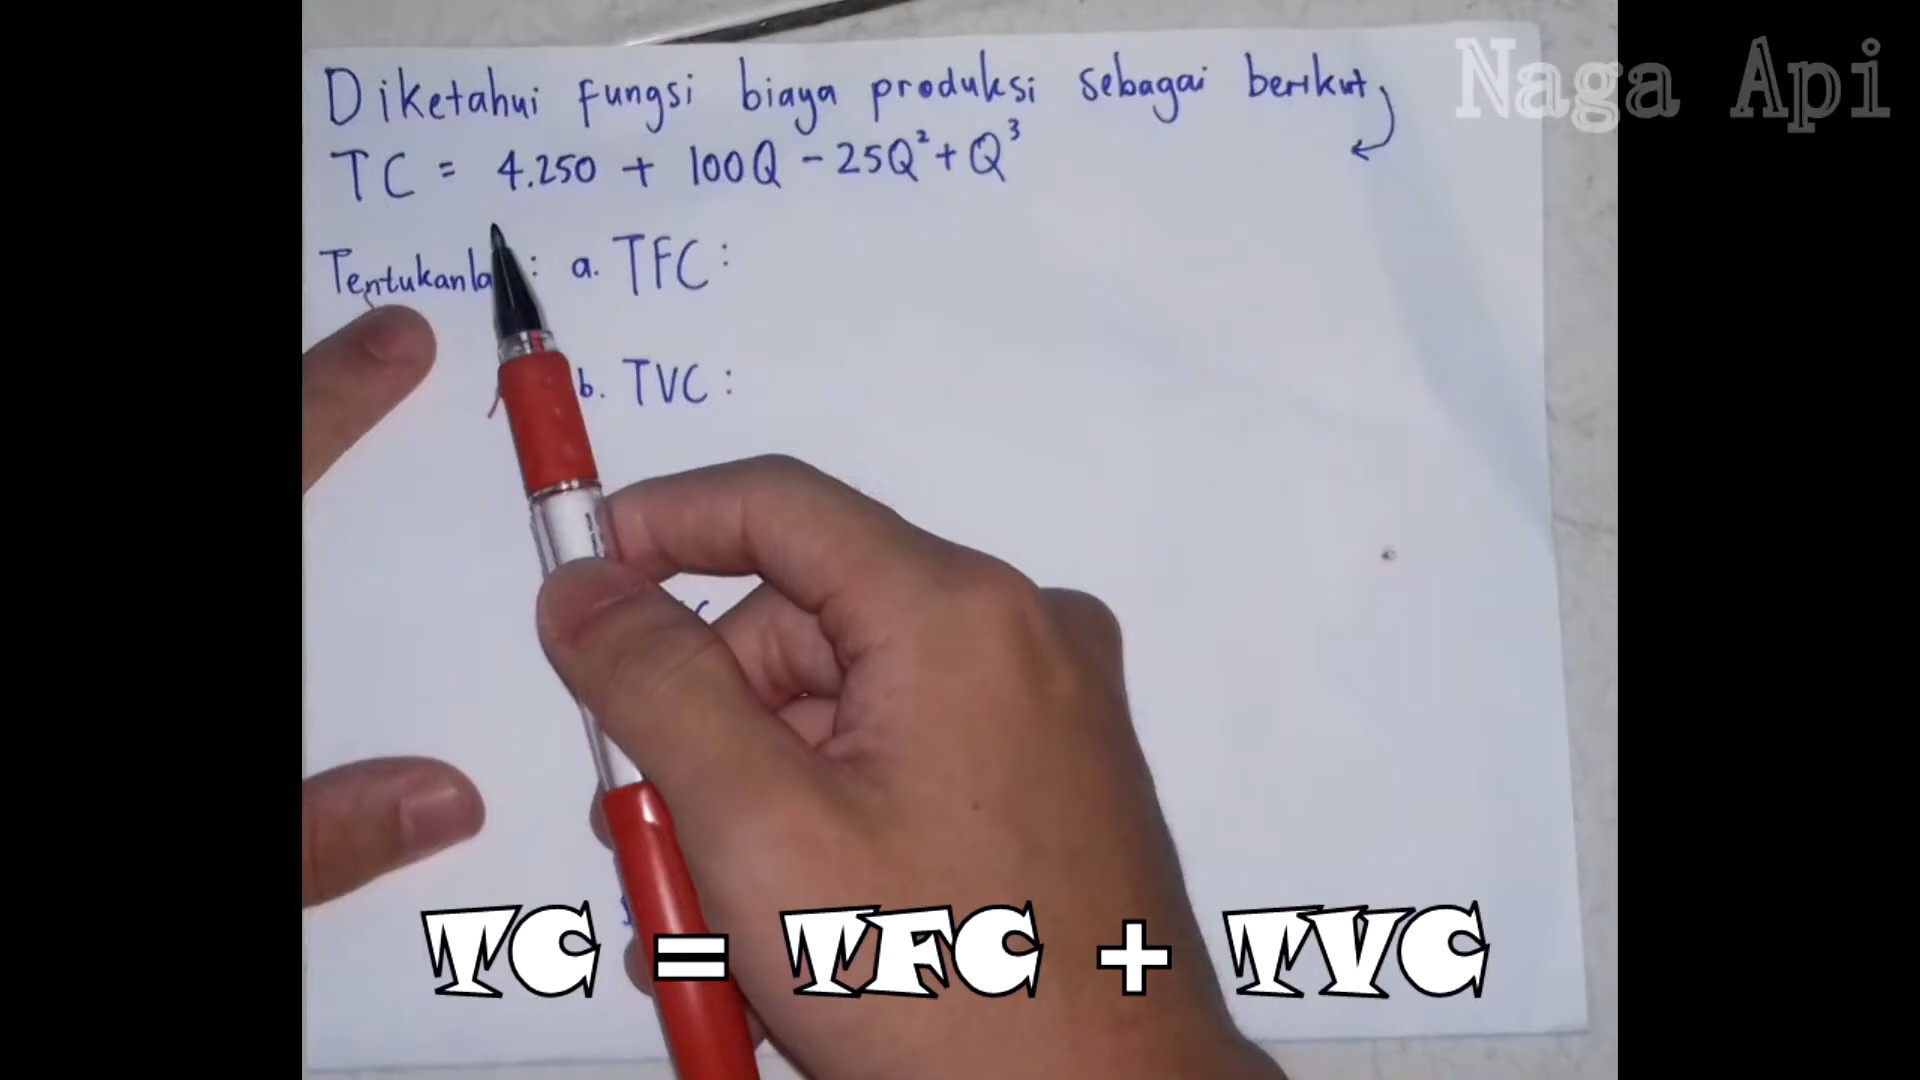 Naga Api
Diketahui fungsi biaya produksi sebagai berikut
TC = 4.250 + 100Q - 25Q² + Q³
: a. TFC :
b. TVC :
TC = TFC + TVC